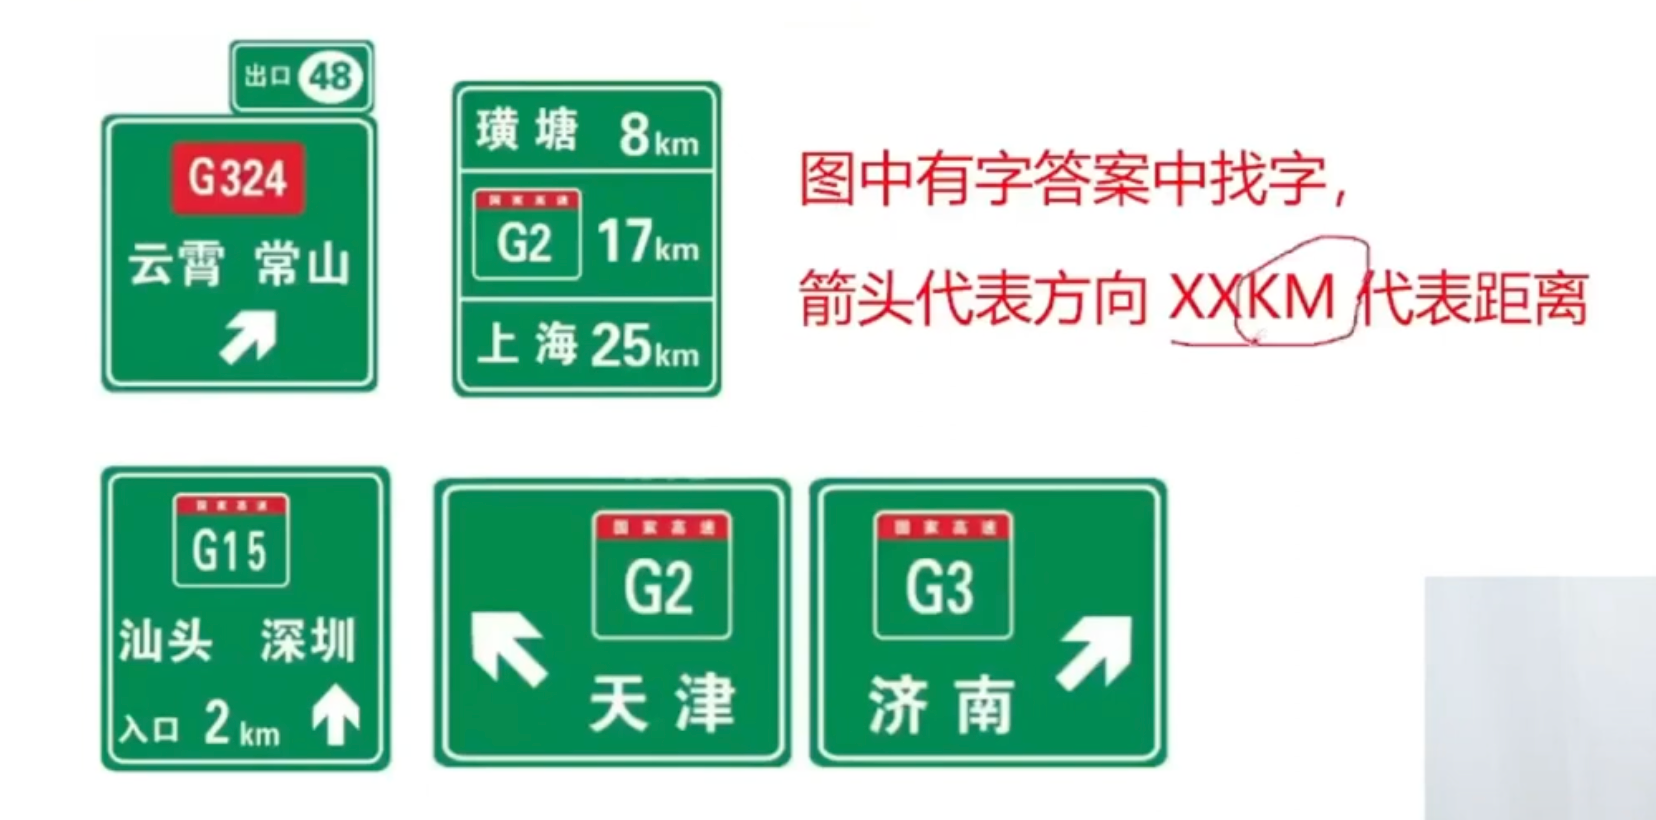 出口 48
G324
云霄 常山
璜塘 8km
国家高速
G2 17km
上海 25km
图中有字答案中找字，
箭头代表方向 XXKM 代表距离
国家高速
G15
汕头 深圳
入口 2km
国家高速
G2
天津
国家高速
G3
济南